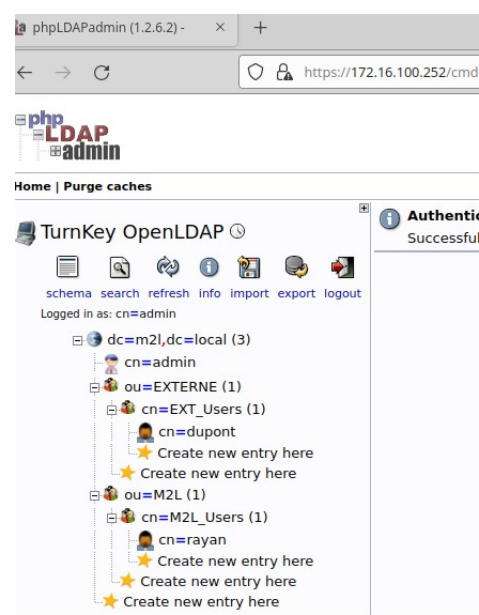 phpLDAPadmin (1.2.6.2) -
https://172.16.100.252/cmd
php
LDAP
admin
Home | Purge caches
TurnKey OpenLDAP
schema search refresh info import export logout
Logged in as: cn=admin
dc=m2l,dc=local (3)
cn=admin
ou=EXTERNE (1)
cn=EXT_Users (1)
cn=dupont
Create new entry here
Create new entry here
ou=M2L (1)
cn=M2L_Users (1)
cn=rayan
Create new entry here
Create new entry here
Create new entry here
Authentic
Successful